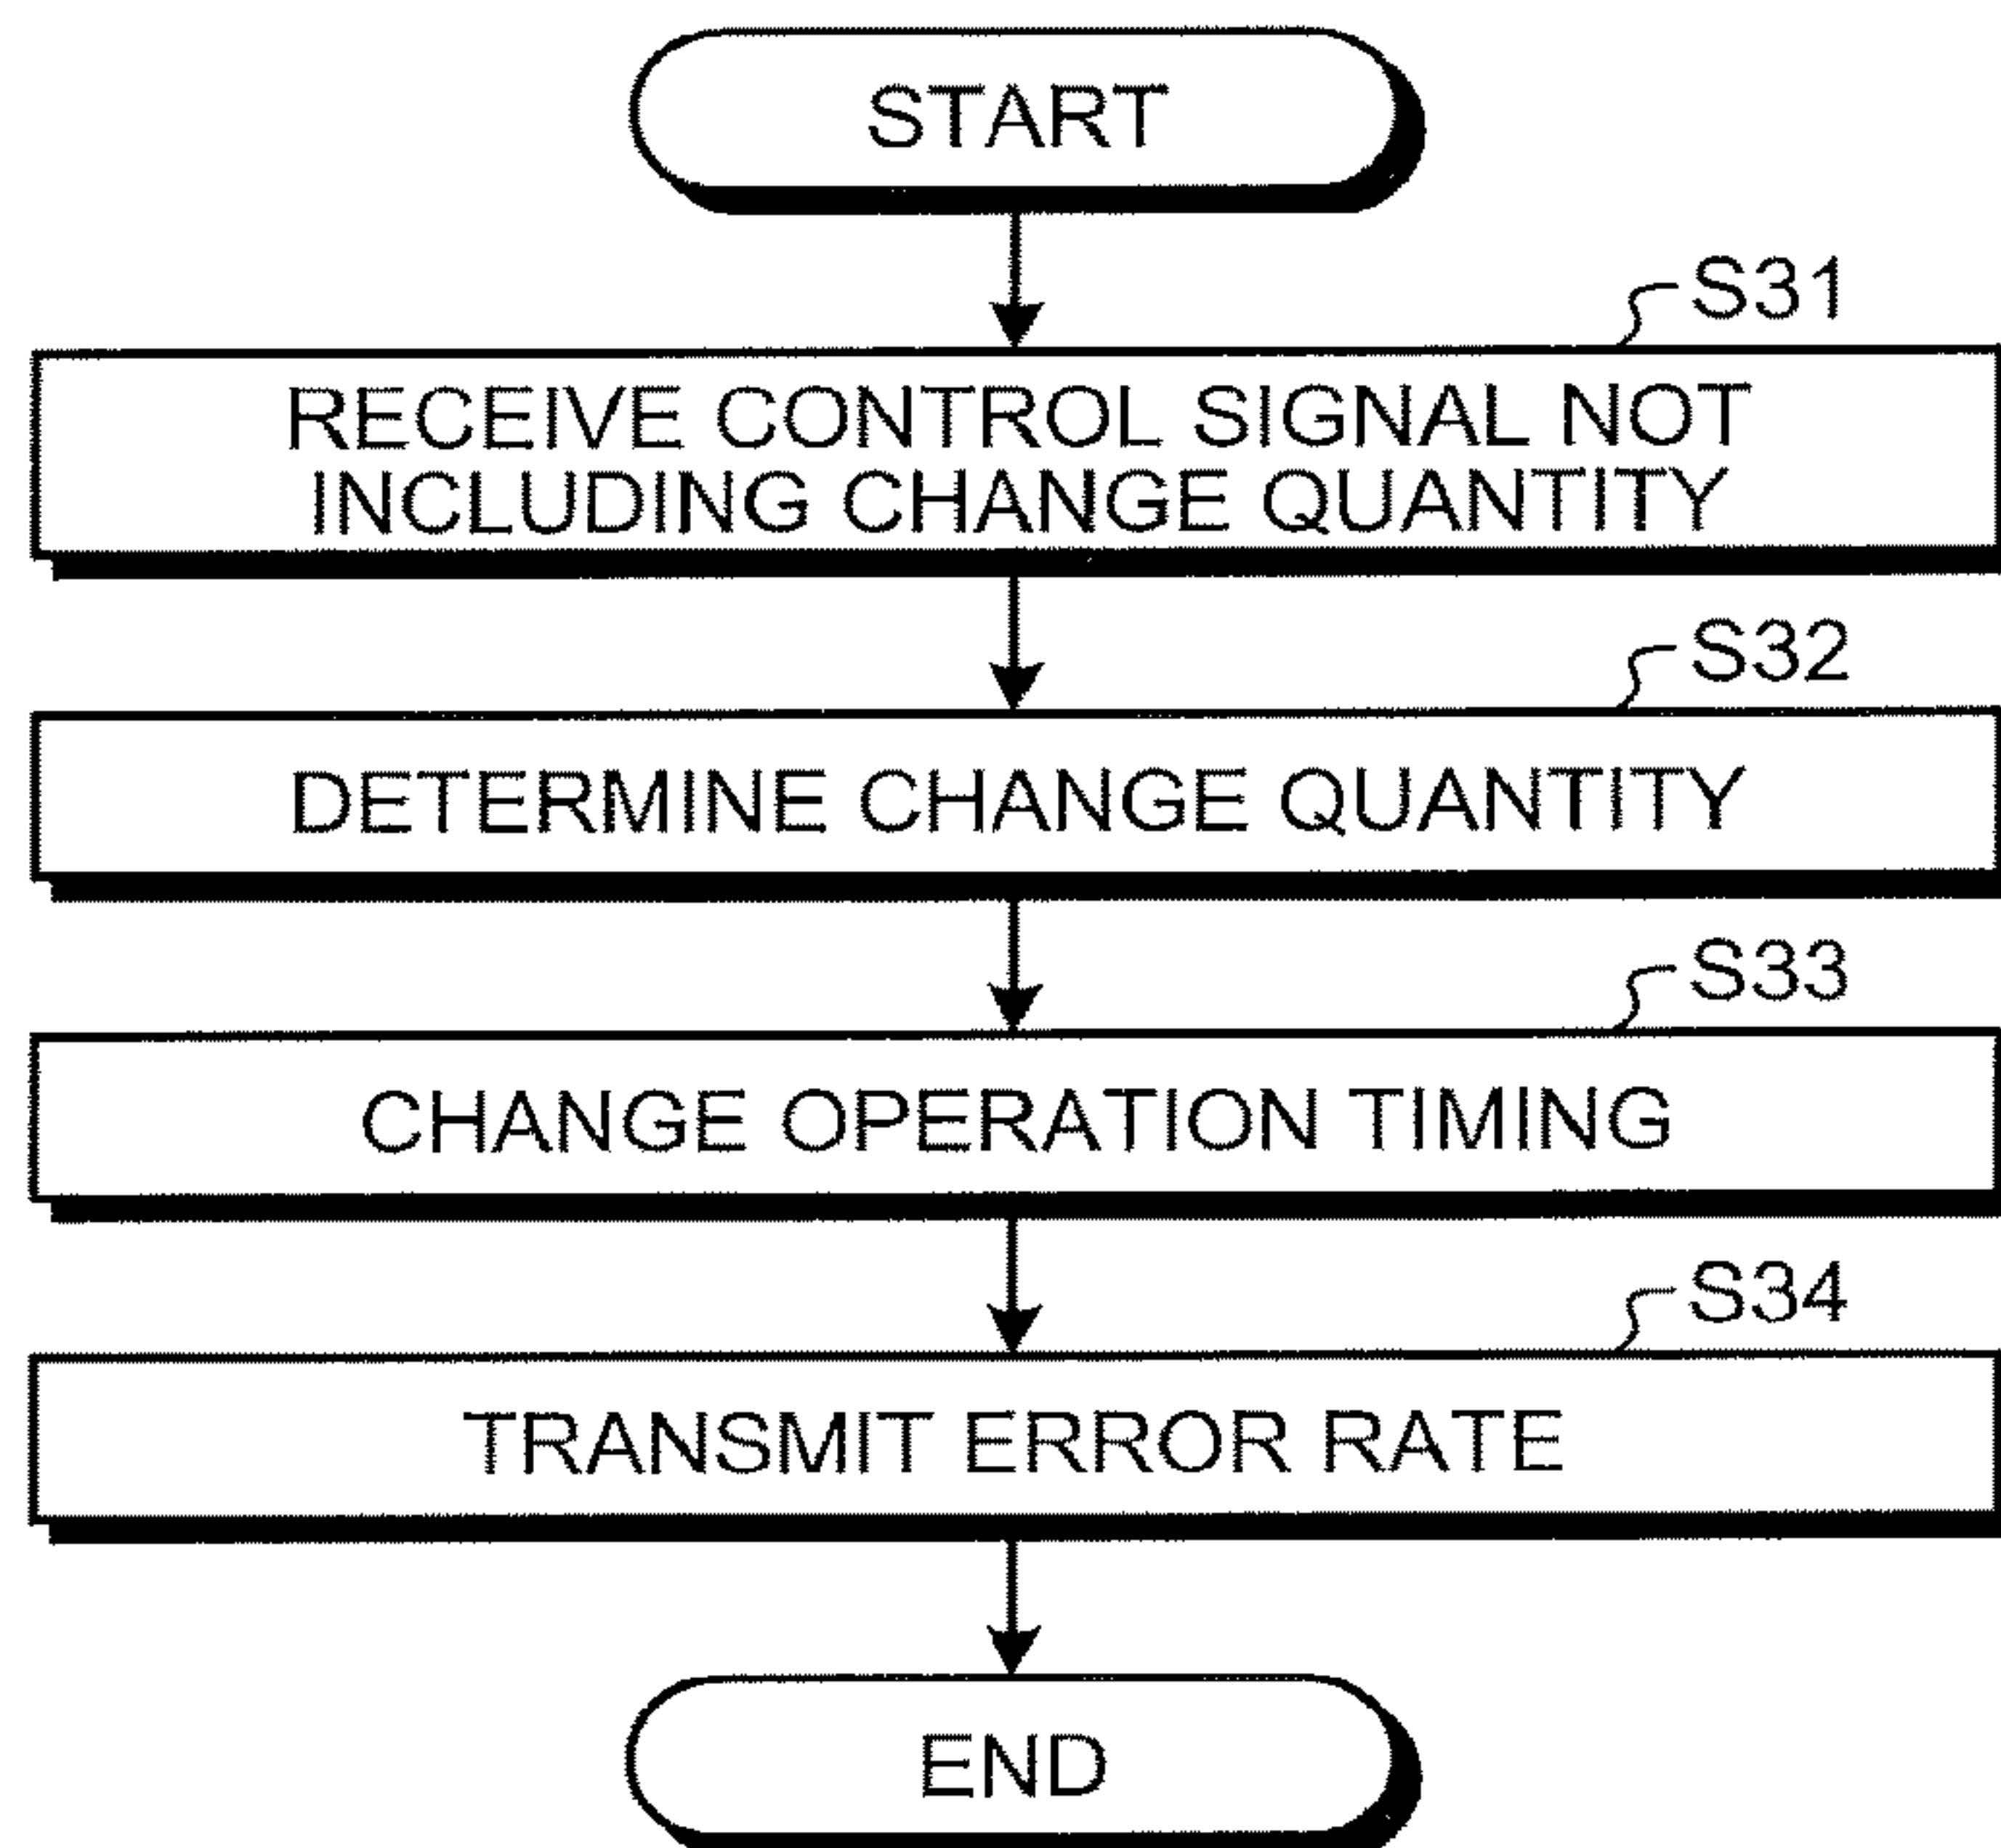 START
S31
RECEIVE CONTROL SIGNAL NOT
INCLUDING CHANGE QUANTITY
S32
DETERMINE CHANGE QUANTITY
S33
CHANGE OPERATION TIMING
S34
TRANSMIT ERROR RATE
END